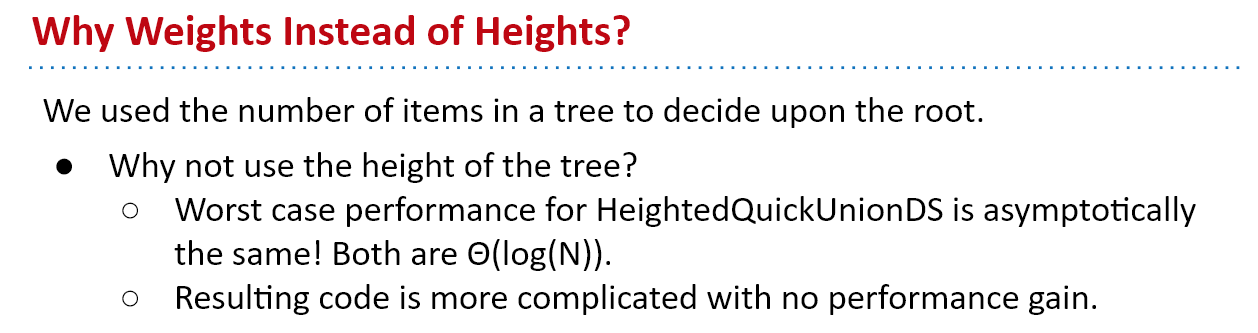 Why Weights Instead of Heights?
We used the number of items in a tree to decide upon the root.
● Why not use the height of the tree?
○ Worst case performance for HeightedQuickUnionDS is asymptotically
the same! Both are Θ(log(N)).
○ Resulting code is more complicated with no performance gain.